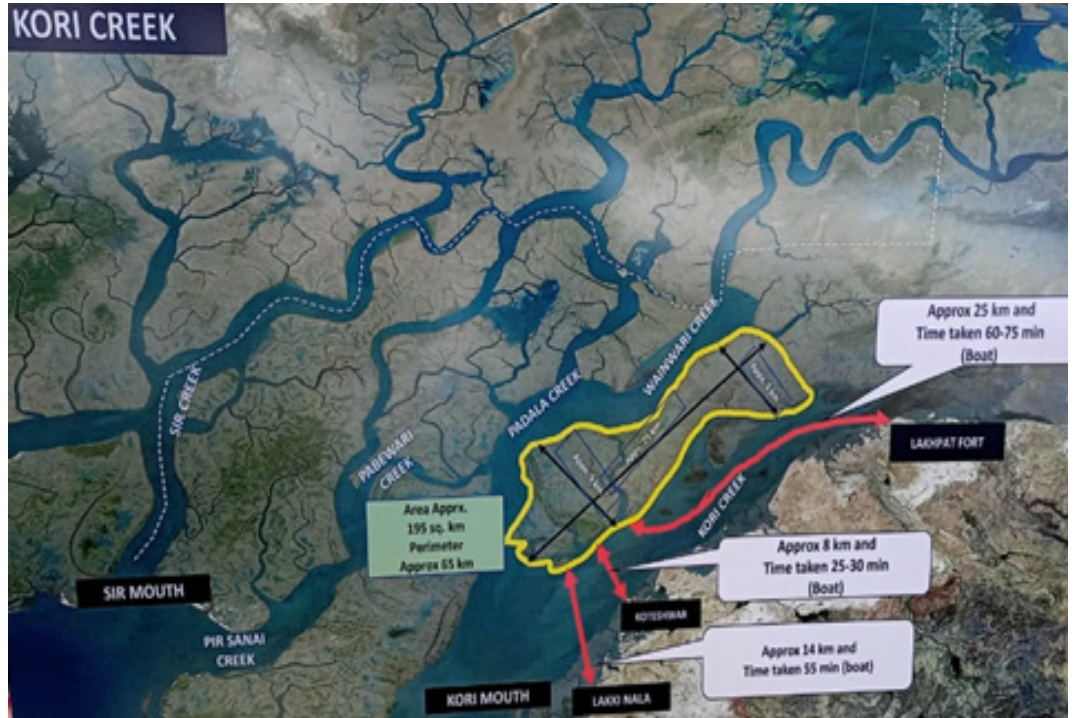 KORI CREEK
Approx 25 km and
Time taken 60-75 min
(Boat)
WAINWARI CREEK
SIR CREEK
PADALA CREEK
LAKHPAT FORT
PABEWARI
CREEK
KORI CREEK
Area Apprx.
195 sq. km
Perimeter
Approx 65 km
Approx 8 km and
Time taken 25-30 min
(Boat)
SIR MOUTH
KOTESHWAR
PIR SANAI
CREEK
Approx 14 km and
Time taken 55 min (boat)
KORI MOUTH
LAKKI NALA